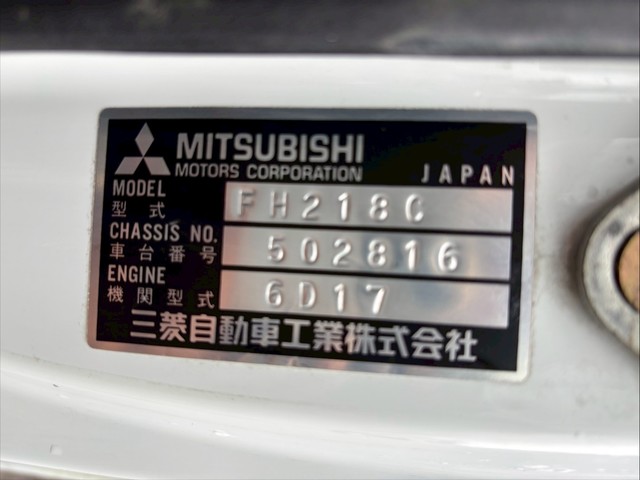 MITSUBISHI
MOTORS CORPORATION JAPAN
MODEL
型式 FH218C
CHASSIS NO.
車台番号 502816
ENGINE
機関型式 6D17
三菱自動車工業株式会社